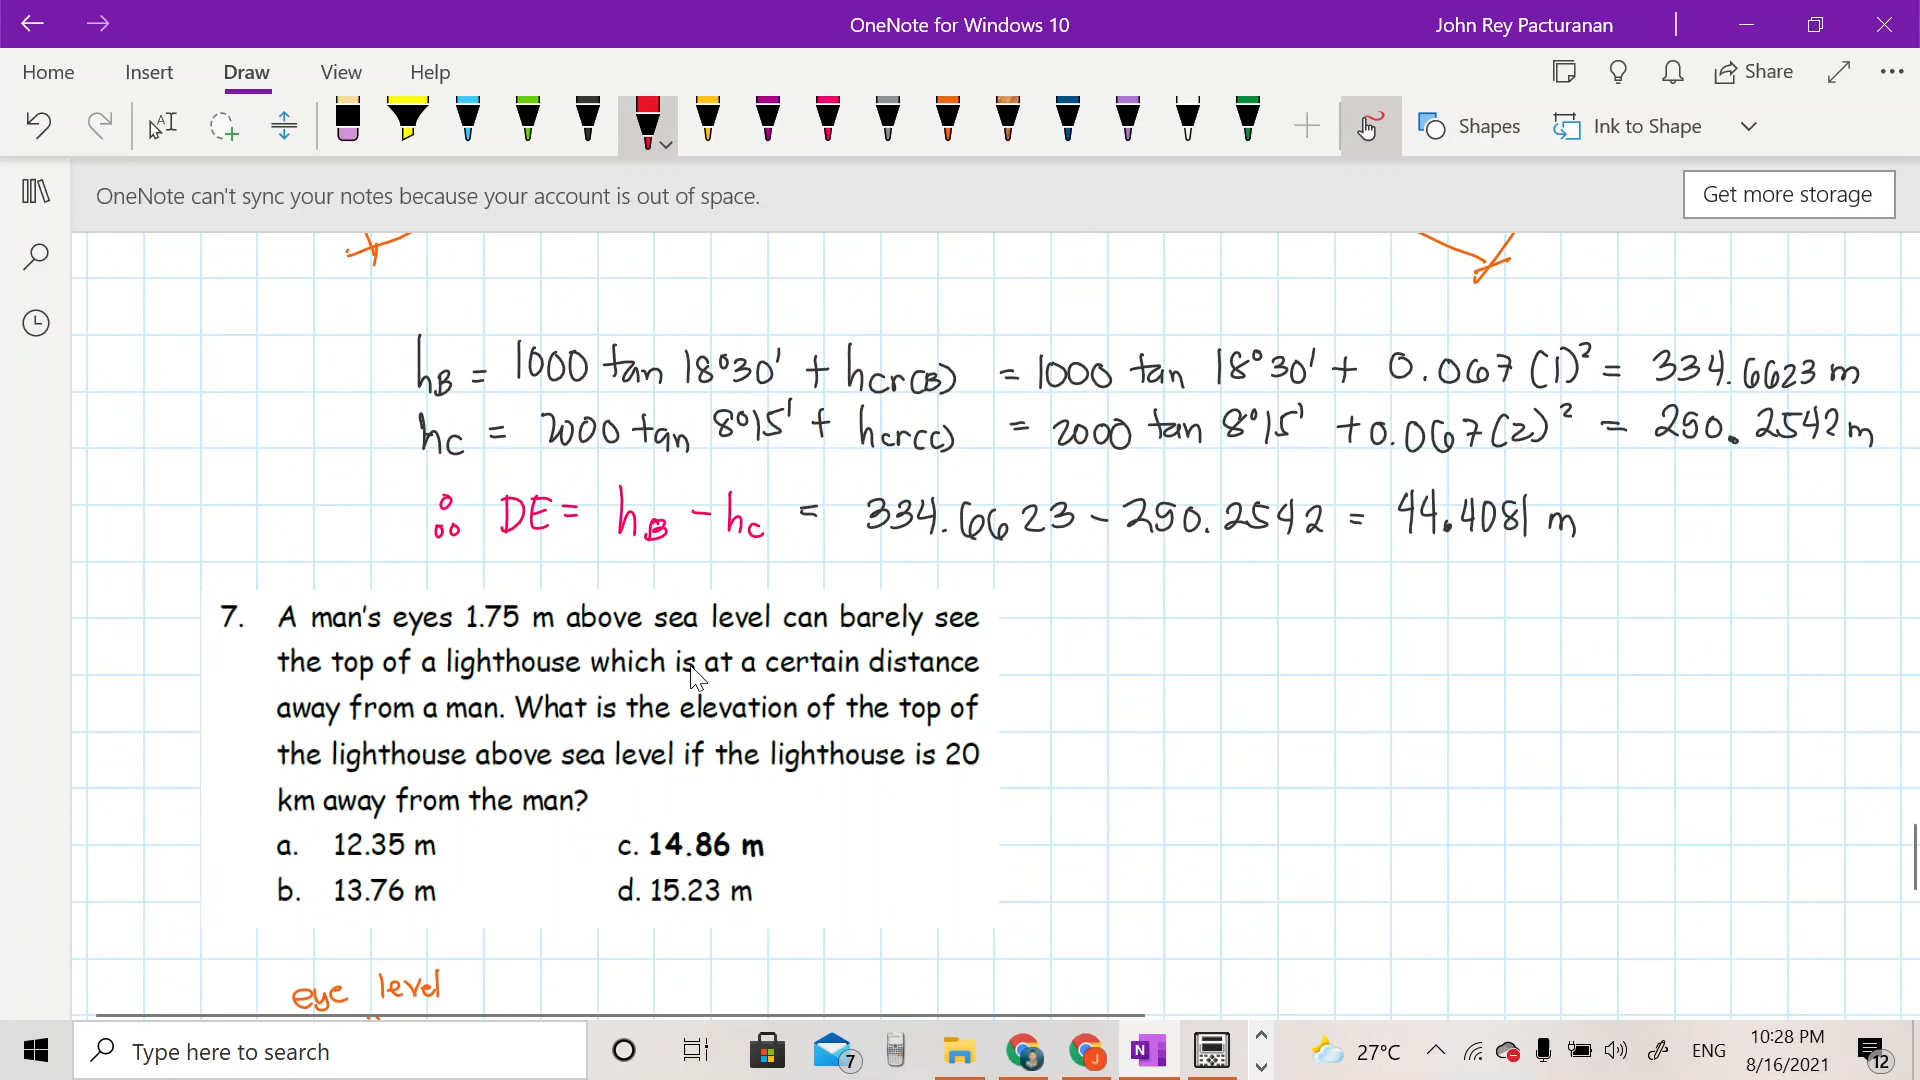 OneNote for Windows 10
John Rey Pacturanan
Home Insert Draw View Help
Share
Shapes
Ink to Shape
OneNote can't sync your notes because your account is out of space.
Get more storage
hB = 1000 tan 18°30' + hcr(B) = 1000 tan 18°30' + 0.067 (1)² = 334.6623 m
hC = 2000 tan 8°15' + hcr(C) = 2000 tan 8°15' + 0.067(2)² = 290.2542 m
∴ DE = hB - hC = 334.6623 - 290.2542 = 44.4081 m
7. A man's eyes 1.75 m above sea level can barely see
the top of a lighthouse which is at a certain distance
away from a man. What is the elevation of the top of
the lighthouse above sea level if the lighthouse is 20
km away from the man?
a. 12.35 m c. 14.86 m
b. 13.76 m d. 15.23 m
eye level
Type here to search
7
27°C
ENG
10:28 PM
8/16/2021
12